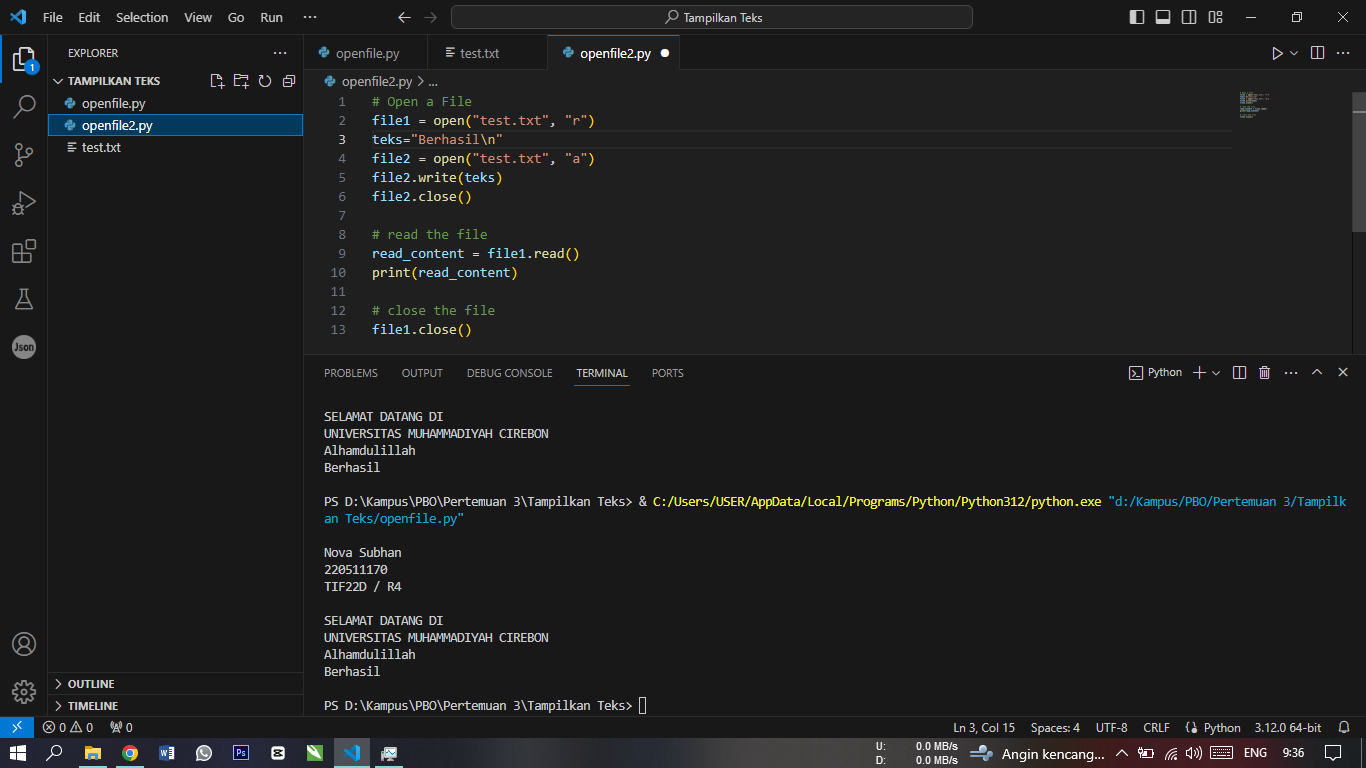 File Edit Selection View Go Run ··· Tampilkan Teks
EXPLORER ···
TAMPILKAN TEKS
openfile.py
openfile2.py
test.txt
OUTLINE
TIMELINE
1
Json
openfile.py test.txt openfile2.py
openfile2.py > ...
1 # Open a File
2 file1 = open("test.txt", "r")
3 teks="Berhasil\n"
4 file2 = open("test.txt", "a")
5 file2.write(teks)
6 file2.close()
7
8 # read the file
9 read_content = file1.read()
10 print(read_content)
11
12 # close the file
13 file1.close()
PROBLEMS OUTPUT DEBUG CONSOLE TERMINAL PORTS Python
SELAMAT DATANG DI
UNIVERSITAS MUHAMMADIYAH CIREBON
Alhamdulillah
Berhasil
PS D:\Kampus\PBO\Pertemuan 3\Tampilkan Teks> & C:/Users/USER/AppData/Local/Programs/Python/Python312/python.exe "d:/Kampus/PBO/Pertemuan 3/Tampilk
an Teks/openfile.py"
Nova Subhan
220511170
TIF22D / R4
SELAMAT DATANG DI
UNIVERSITAS MUHAMMADIYAH CIREBON
Alhamdulillah
Berhasil
PS D:\Kampus\PBO\Pertemuan 3\Tampilkan Teks>
0 0 0 Ln 3, Col 15 Spaces: 4 UTF-8 CRLF Python 3.12.0 64-bit
U: 0.0 MB/s
D: 0.0 MB/s
Angin kencang... ENG 9:36